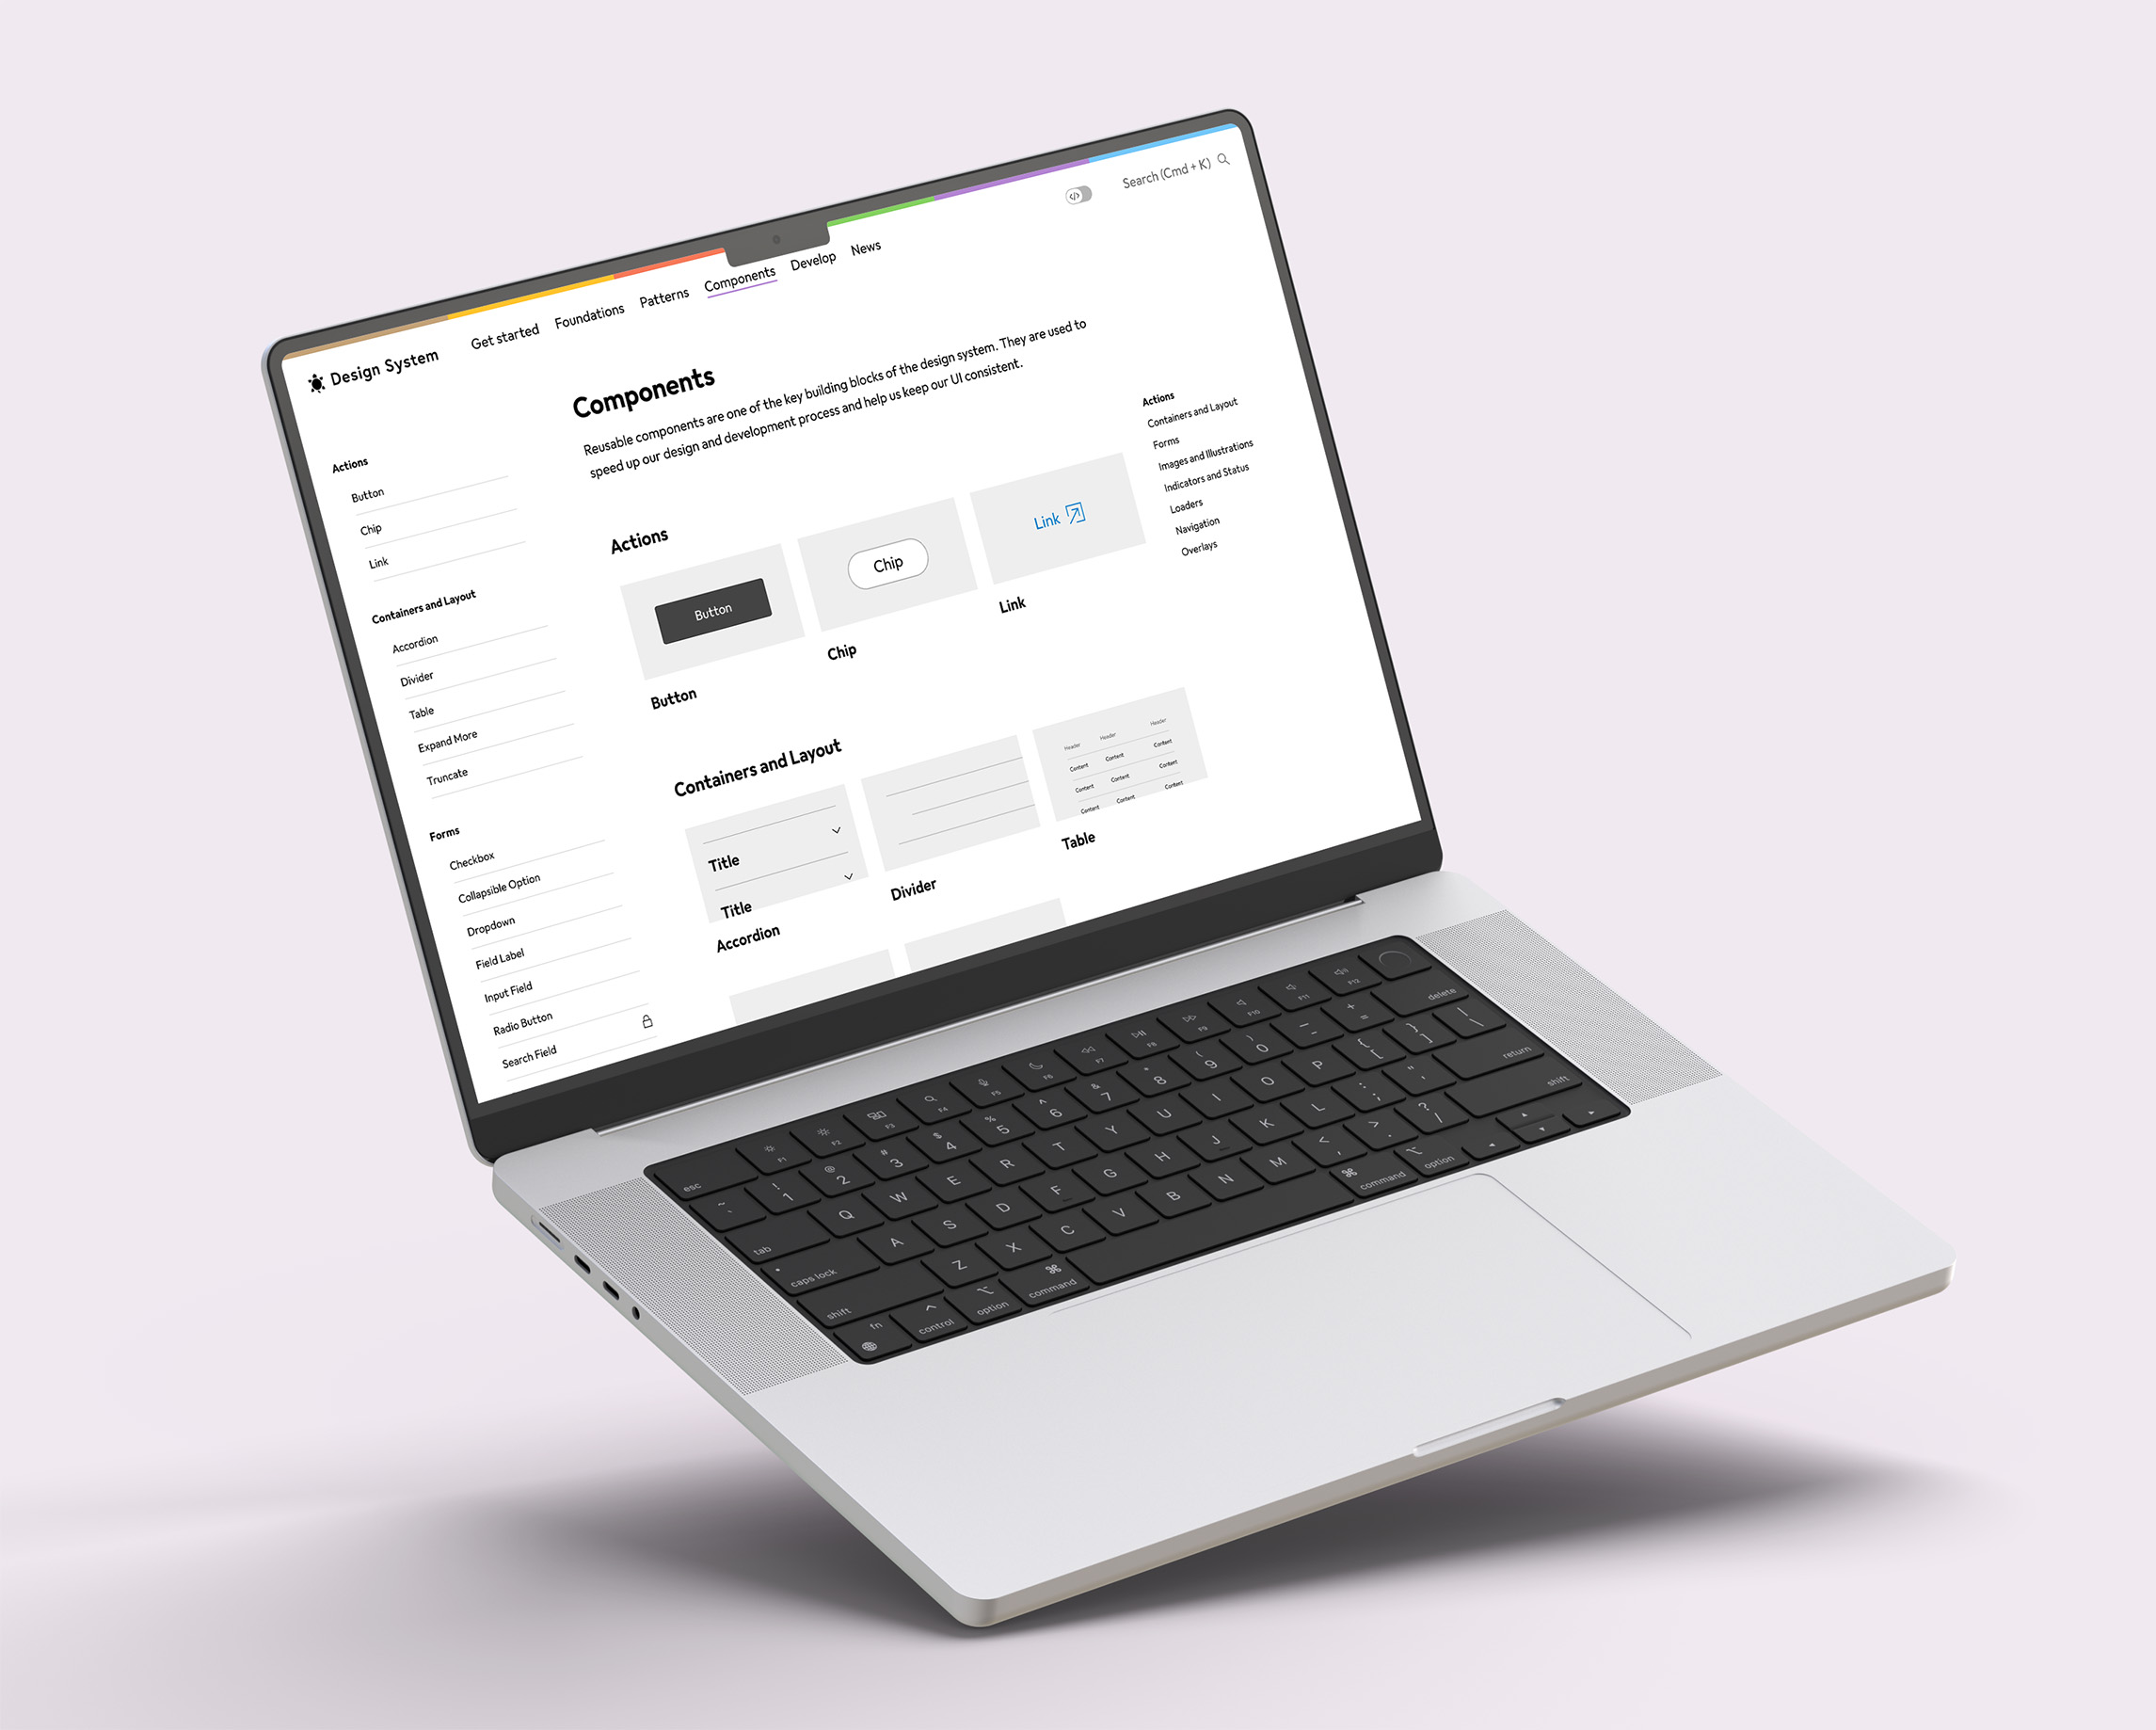 Design System
Get started
Foundations
Patterns
Components
Develop
News
Search (Cmd + K)
Actions
Button
Chip
Link
Containers and Layout
Accordion
Divider
Table
Expand More
Truncate
Forms
Checkbox
Collapsible Option
Dropdown
Field Label
Input Field
Radio Button
Search Field
Components
Reusable components are one of the key building blocks of the design system. They are used to
speed up our design and development process and help us keep our UI consistent.
Actions
Button
Button
Chip
Chip
Link
Link
Containers and Layout
Title
Title
Accordion
Divider
Header Header Header
Content Content Content
Content Content Content
Content Content Content
Table
Actions
Containers and Layout
Forms
Images and Illustrations
Indicators and Status
Loaders
Navigation
Overlays
esc F1 F2 F3 F4 F5 F6 F7 F8 F9 F10 F11 F12
~ ` ! 1 @ 2 # 3 $ 4 % 5 ^ 6 & 7 * 8 ( 9 ) 0 _ - + = delete
tab Q W E R T Y U I O P { [ } ] | \
caps lock A S D F G H J K L : ; " ' return
shift Z X C V B N M < , > . ? / shift
fn control option command command option